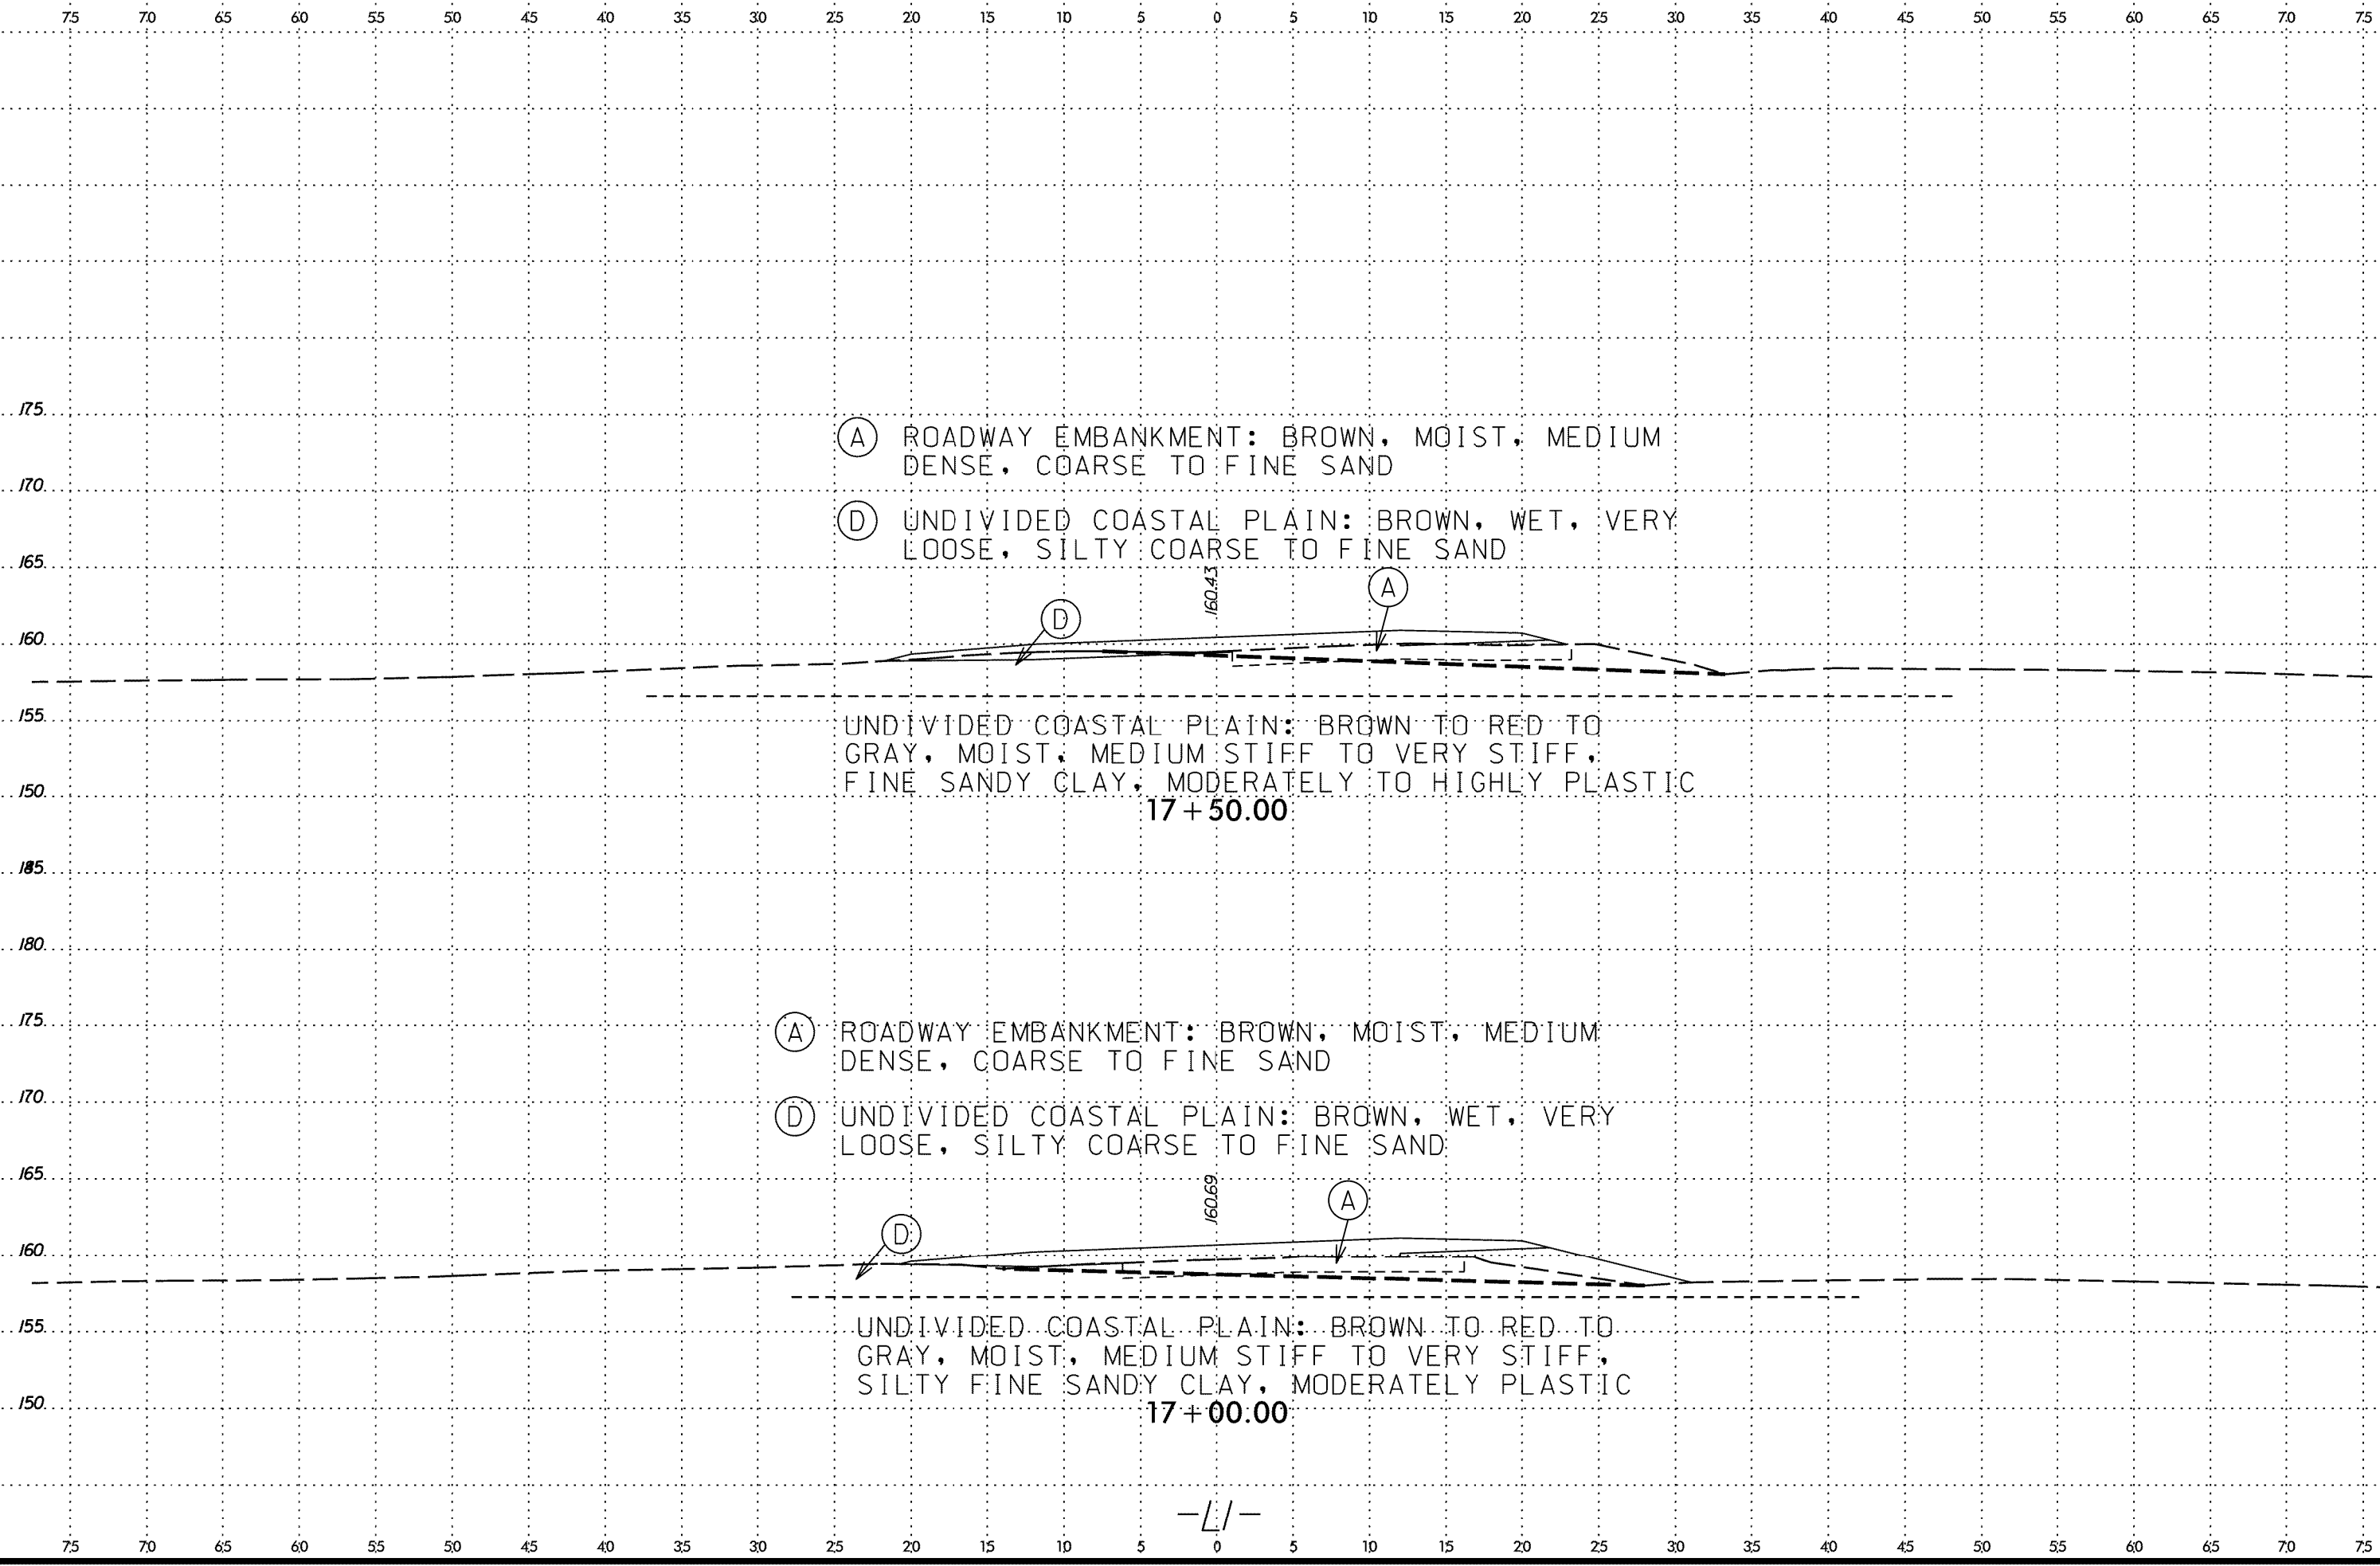 75 70 65 60 55 50 45 40 35 30 25 20 15 10 5 0 5 10 15 20 25 30 35 40 45 50 55 60 65 70 75
175
A ROADWAY EMBANKMENT: BROWN, MOIST, MEDIUM
DENSE, COARSE TO FINE SAND
170
D UNDIVIDED COASTAL PLAIN: BROWN, WET, VERY
LOOSE, SILTY COARSE TO FINE SAND
165
160.43
A
D
160
155
UNDIVIDED COASTAL PLAIN: BROWN TO RED TO
GRAY, MOIST, MEDIUM STIFF TO VERY STIFF,
FINE SANDY CLAY, MODERATELY TO HIGHLY PLASTIC
150
17+50.00
185
180
175
A ROADWAY EMBANKMENT: BROWN, MOIST, MEDIUM
DENSE, COARSE TO FINE SAND
170
D UNDIVIDED COASTAL PLAIN: BROWN, WET, VERY
LOOSE, SILTY COARSE TO FINE SAND
165
160.69
A
D
160
155
UNDIVIDED COASTAL PLAIN: BROWN TO RED TO
GRAY, MOIST, MEDIUM STIFF TO VERY STIFF,
SILTY FINE SANDY CLAY, MODERATELY PLASTIC
150
17+00.00
-L1-
75 70 65 60 55 50 45 40 35 30 25 20 15 10 5 0 5 10 15 20 25 30 35 40 45 50 55 60 65 70 75